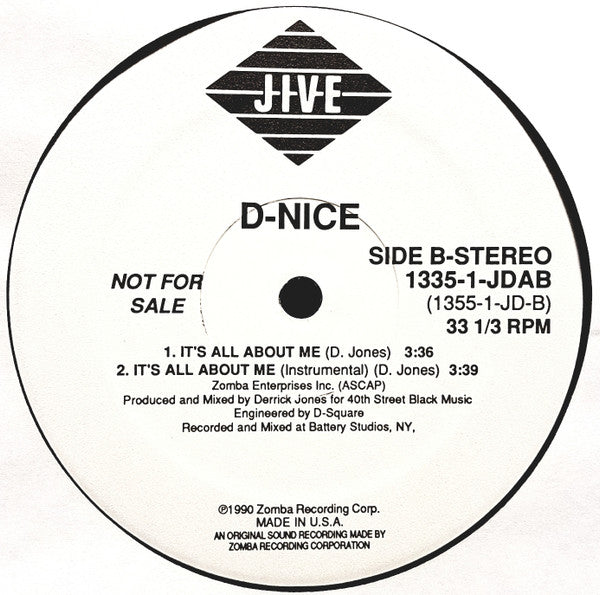 JIVE
D-NICE
SIDE B-STEREO
1335-1-JDAB
(1355-1-JD-B)
33 1/3 RPM
NOT FOR
SALE
1. IT'S ALL ABOUT ME (D. Jones) 3:36
2. IT'S ALL ABOUT ME (Instrumental) (D. Jones) 3:39
Zomba Enterprises Inc. (ASCAP)
Produced and Mixed by Derrick Jones for 40th Street Black Music
Engineered by D-Square
Recorded and Mixed at Battery Studios, NY,
℗1990 Zomba Recording Corp.
MADE IN U.S.A.
AN ORIGINAL SOUND RECORDING MADE BY
ZOMBA RECORDING CORPORATION